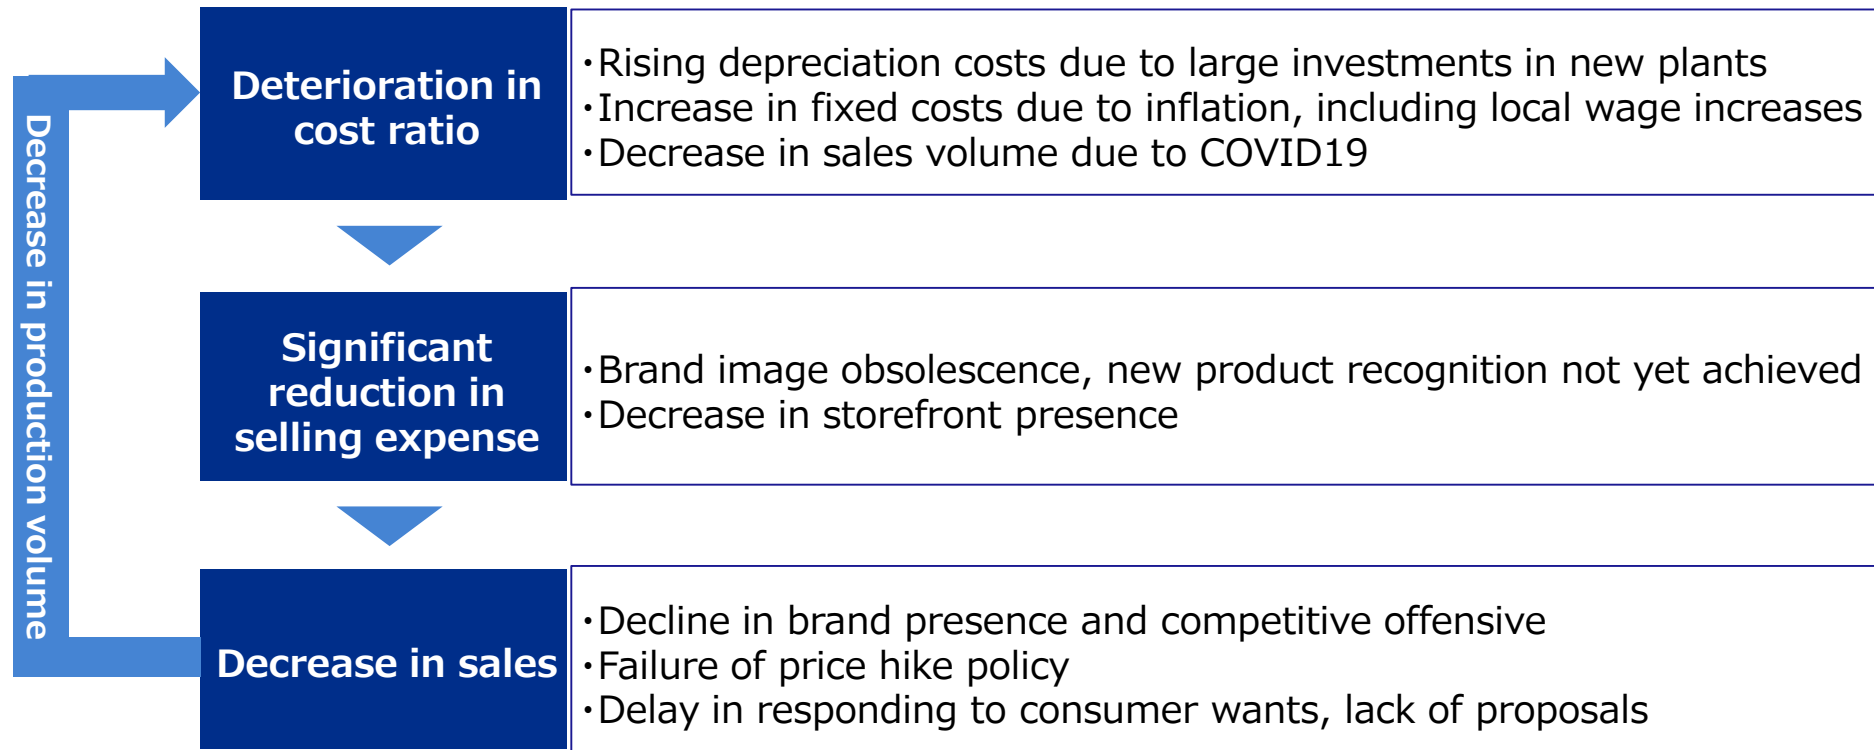 Decrease in production volume
Deterioration in
cost ratio
・Rising depreciation costs due to large investments in new plants
・Increase in fixed costs due to inflation, including local wage increases
・Decrease in sales volume due to COVID19
Significant
reduction in
selling expense
・Brand image obsolescence, new product recognition not yet achieved
・Decrease in storefront presence
Decrease in sales
・Decline in brand presence and competitive offensive
・Failure of price hike policy
・Delay in responding to consumer wants, lack of proposals